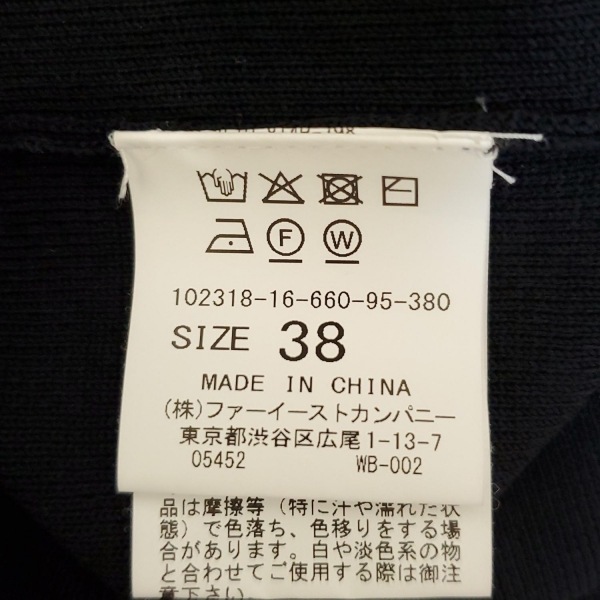 F W
102318-16-660-95-380
SIZE 38
MADE IN CHINA
(株)ファーイーストカンパニー
東京都渋谷区広尾1-13-7
05452 WB-002
品は摩擦等（特に汗や濡れた状
態）で色落ち、色移りをする場
合があります。白や淡色系の物
と合わせてご使用する際は御注
意下さい。